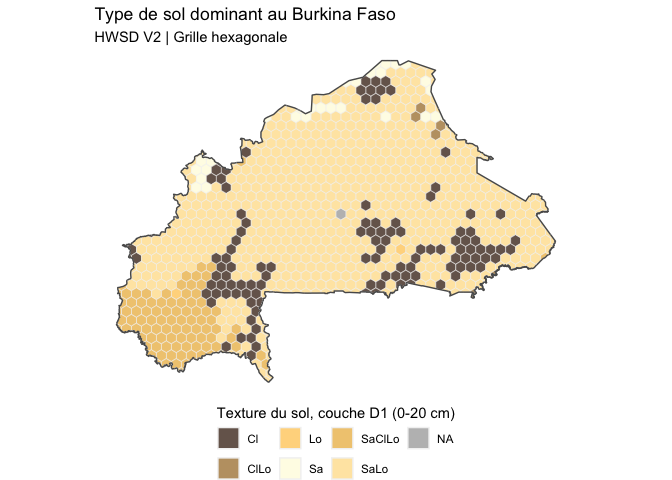 Type de sol dominant au Burkina Faso
HWSD V2 | Grille hexagonale
Texture du sol, couche D1 (0-20 cm)
Cl Lo SaClLo NA
ClLo Sa SaLo